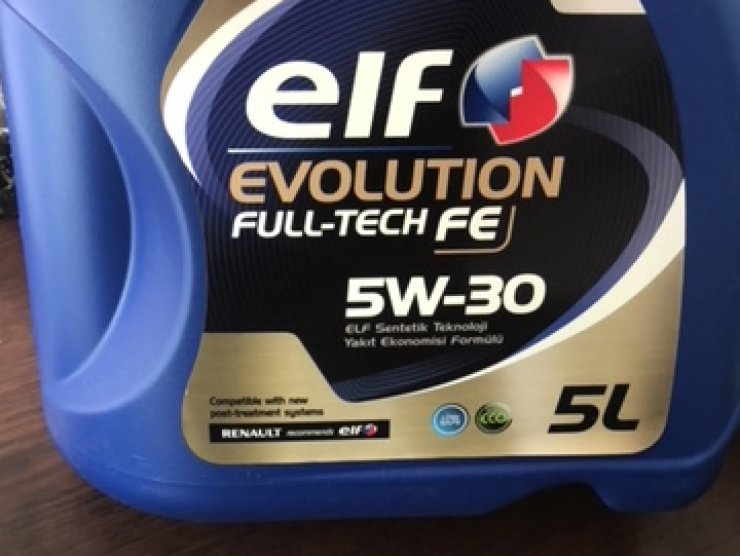 elf
EVOLUTION
FULL-TECH FE
5W-30
ELF Sentetik Teknoloji
Yakıt Ekonomisi Formülü
Compatible with new
post-treatment systems
RENAULT recommends elf
ECO
5L